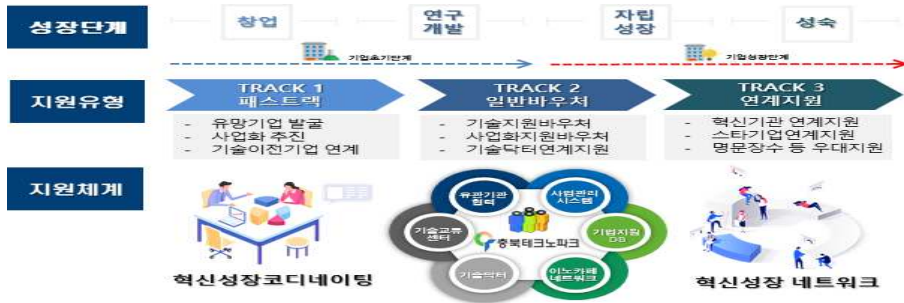 성장단계
창업
연구
개발
자립
성장
성숙
기업초기단계
기업성장단계
지원유형
TRACK 1
패스트랙
TRACK 2
일반바우처
TRACK 3
연계지원
- 유망기업 발굴
- 사업화 추진
- 기술이전기업 연계
- 기술지원바우처
- 사업화지원바우처
- 기술닥터연계지원
- 혁신기관 연계지원
- 스타기업연계지원
- 명문장수 등 우대지원
지원체계
유관기관
협력
사업관리
시스템
기술교류
센터
충북테크노파크
기업지원
DB
기술닥터
이노카페
네트워크
혁신성장코디네이팅
혁신성장 네트워크